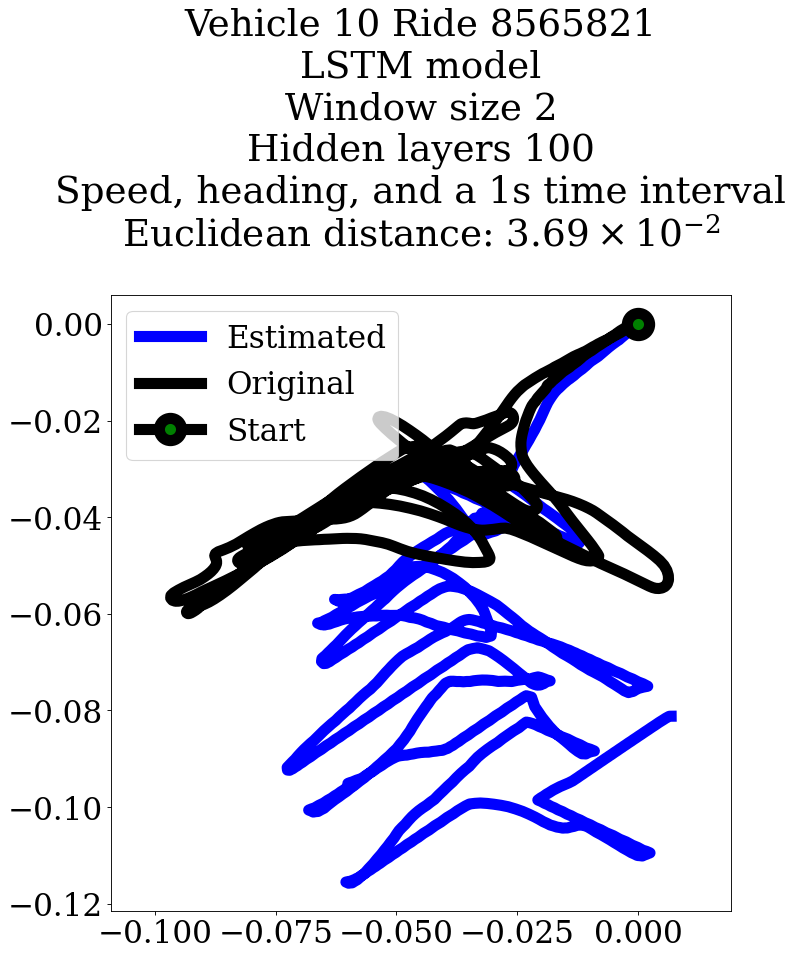 Vehicle 10 Ride 8565821
LSTM model
Window size 2
Hidden layers 100
Speed, heading, and a 1s time interval
Euclidean distance: 3.69 × 10⁻²
Estimated
Original
Start
0.00
−0.02
−0.04
−0.06
−0.08
−0.10
−0.12
−0.100 −0.075 −0.050 −0.025 0.000